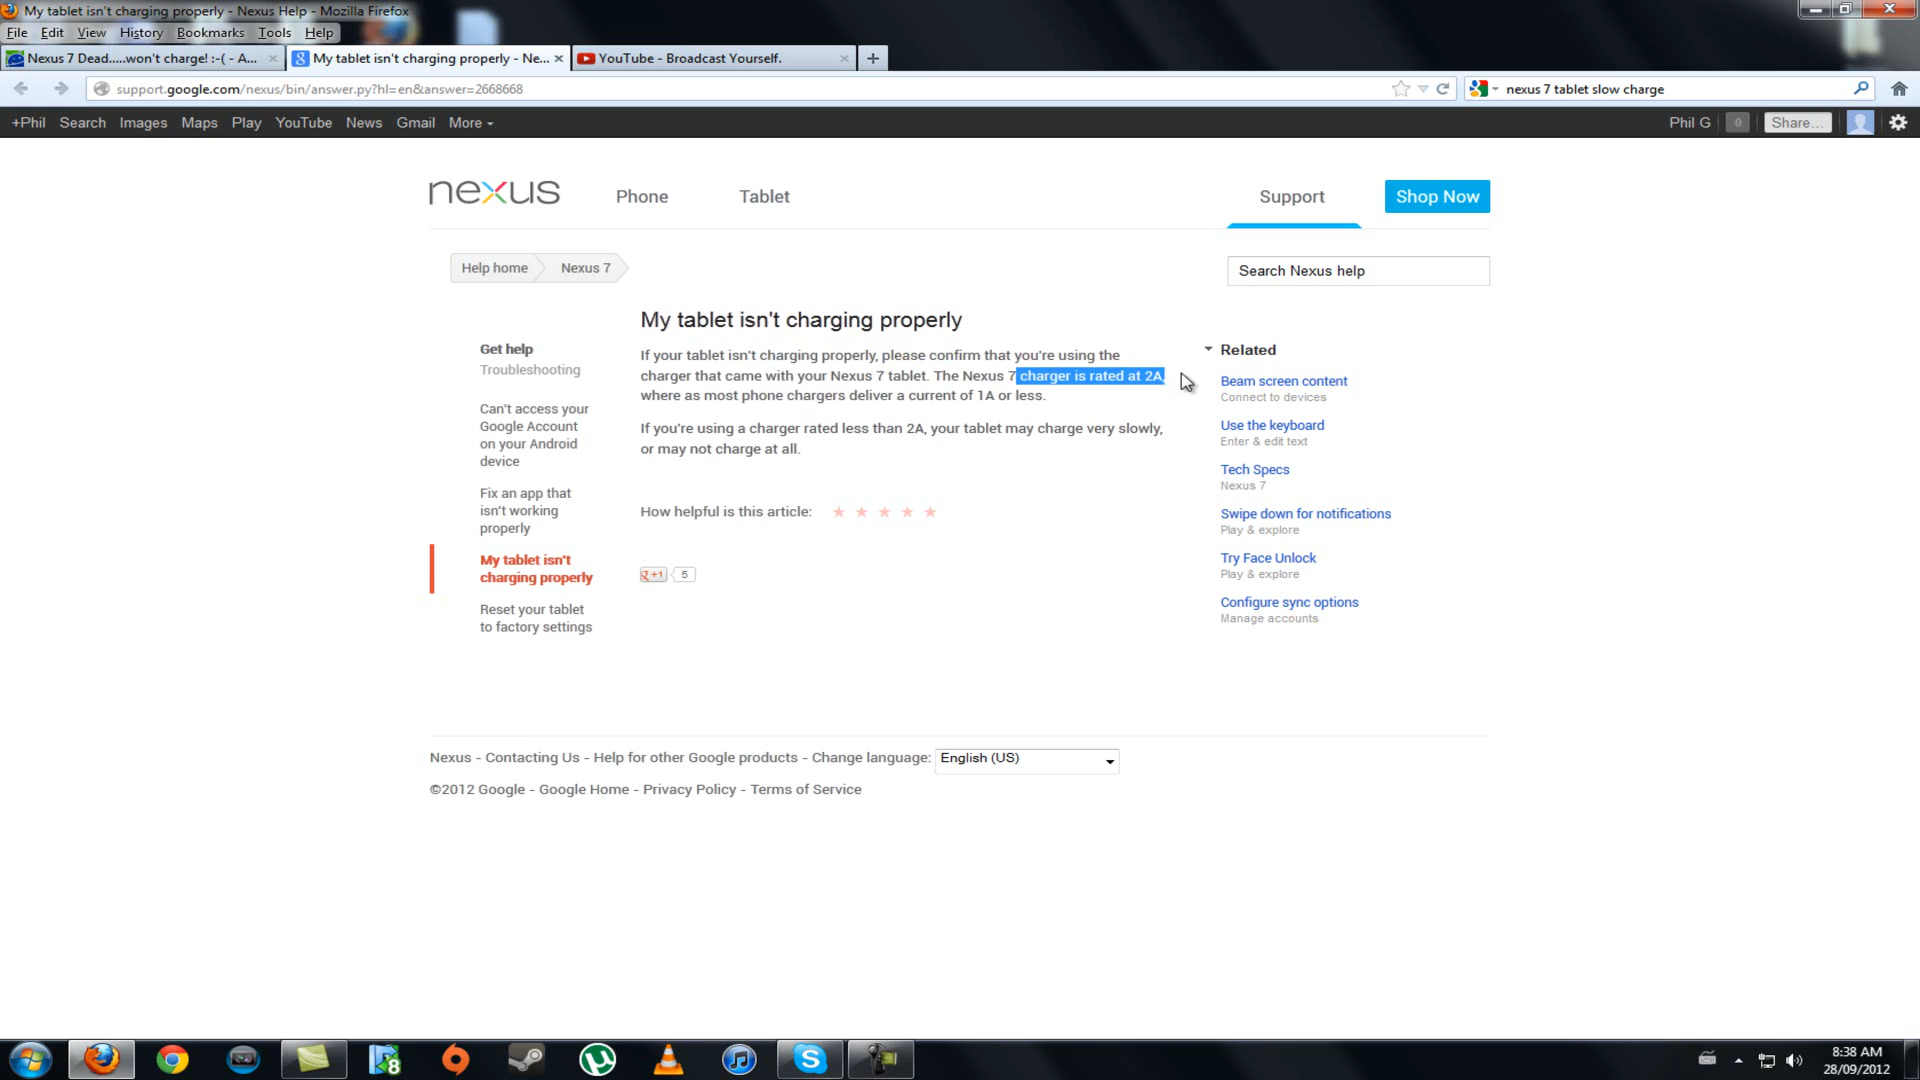 My tablet isn't charging properly - Nexus Help - Mozilla Firefox
File Edit View History Bookmarks Tools Help
Nexus 7 Dead.....won't charge! :-( - A...
My tablet isn't charging properly - Ne...
YouTube - Broadcast Yourself.
support.google.com/nexus/bin/answer.py?hl=en&answer=2668668
nexus 7 tablet slow charge
+Phil Search Images Maps Play YouTube News Gmail More
Phil G 0 Share...
nexus Phone Tablet Support Shop Now
Help home Nexus 7
Search Nexus help
Get help
Troubleshooting
Can't access your
Google Account
on your Android
device
Fix an app that
isn't working
properly
My tablet isn't
charging properly
Reset your tablet
to factory settings
My tablet isn't charging properly
If your tablet isn't charging properly, please confirm that you're using the
charger that came with your Nexus 7 tablet. The Nexus 7 charger is rated at 2A,
where as most phone chargers deliver a current of 1A or less.
If you're using a charger rated less than 2A, your tablet may charge very slowly,
or may not charge at all.
How helpful is this article:
+1 5
Related
Beam screen content
Connect to devices
Use the keyboard
Enter & edit text
Tech Specs
Nexus 7
Swipe down for notifications
Play & explore
Try Face Unlock
Play & explore
Configure sync options
Manage accounts
Nexus - Contacting Us - Help for other Google products - Change language: English (US)
©2012 Google - Google Home - Privacy Policy - Terms of Service
8:38 AM
28/09/2012